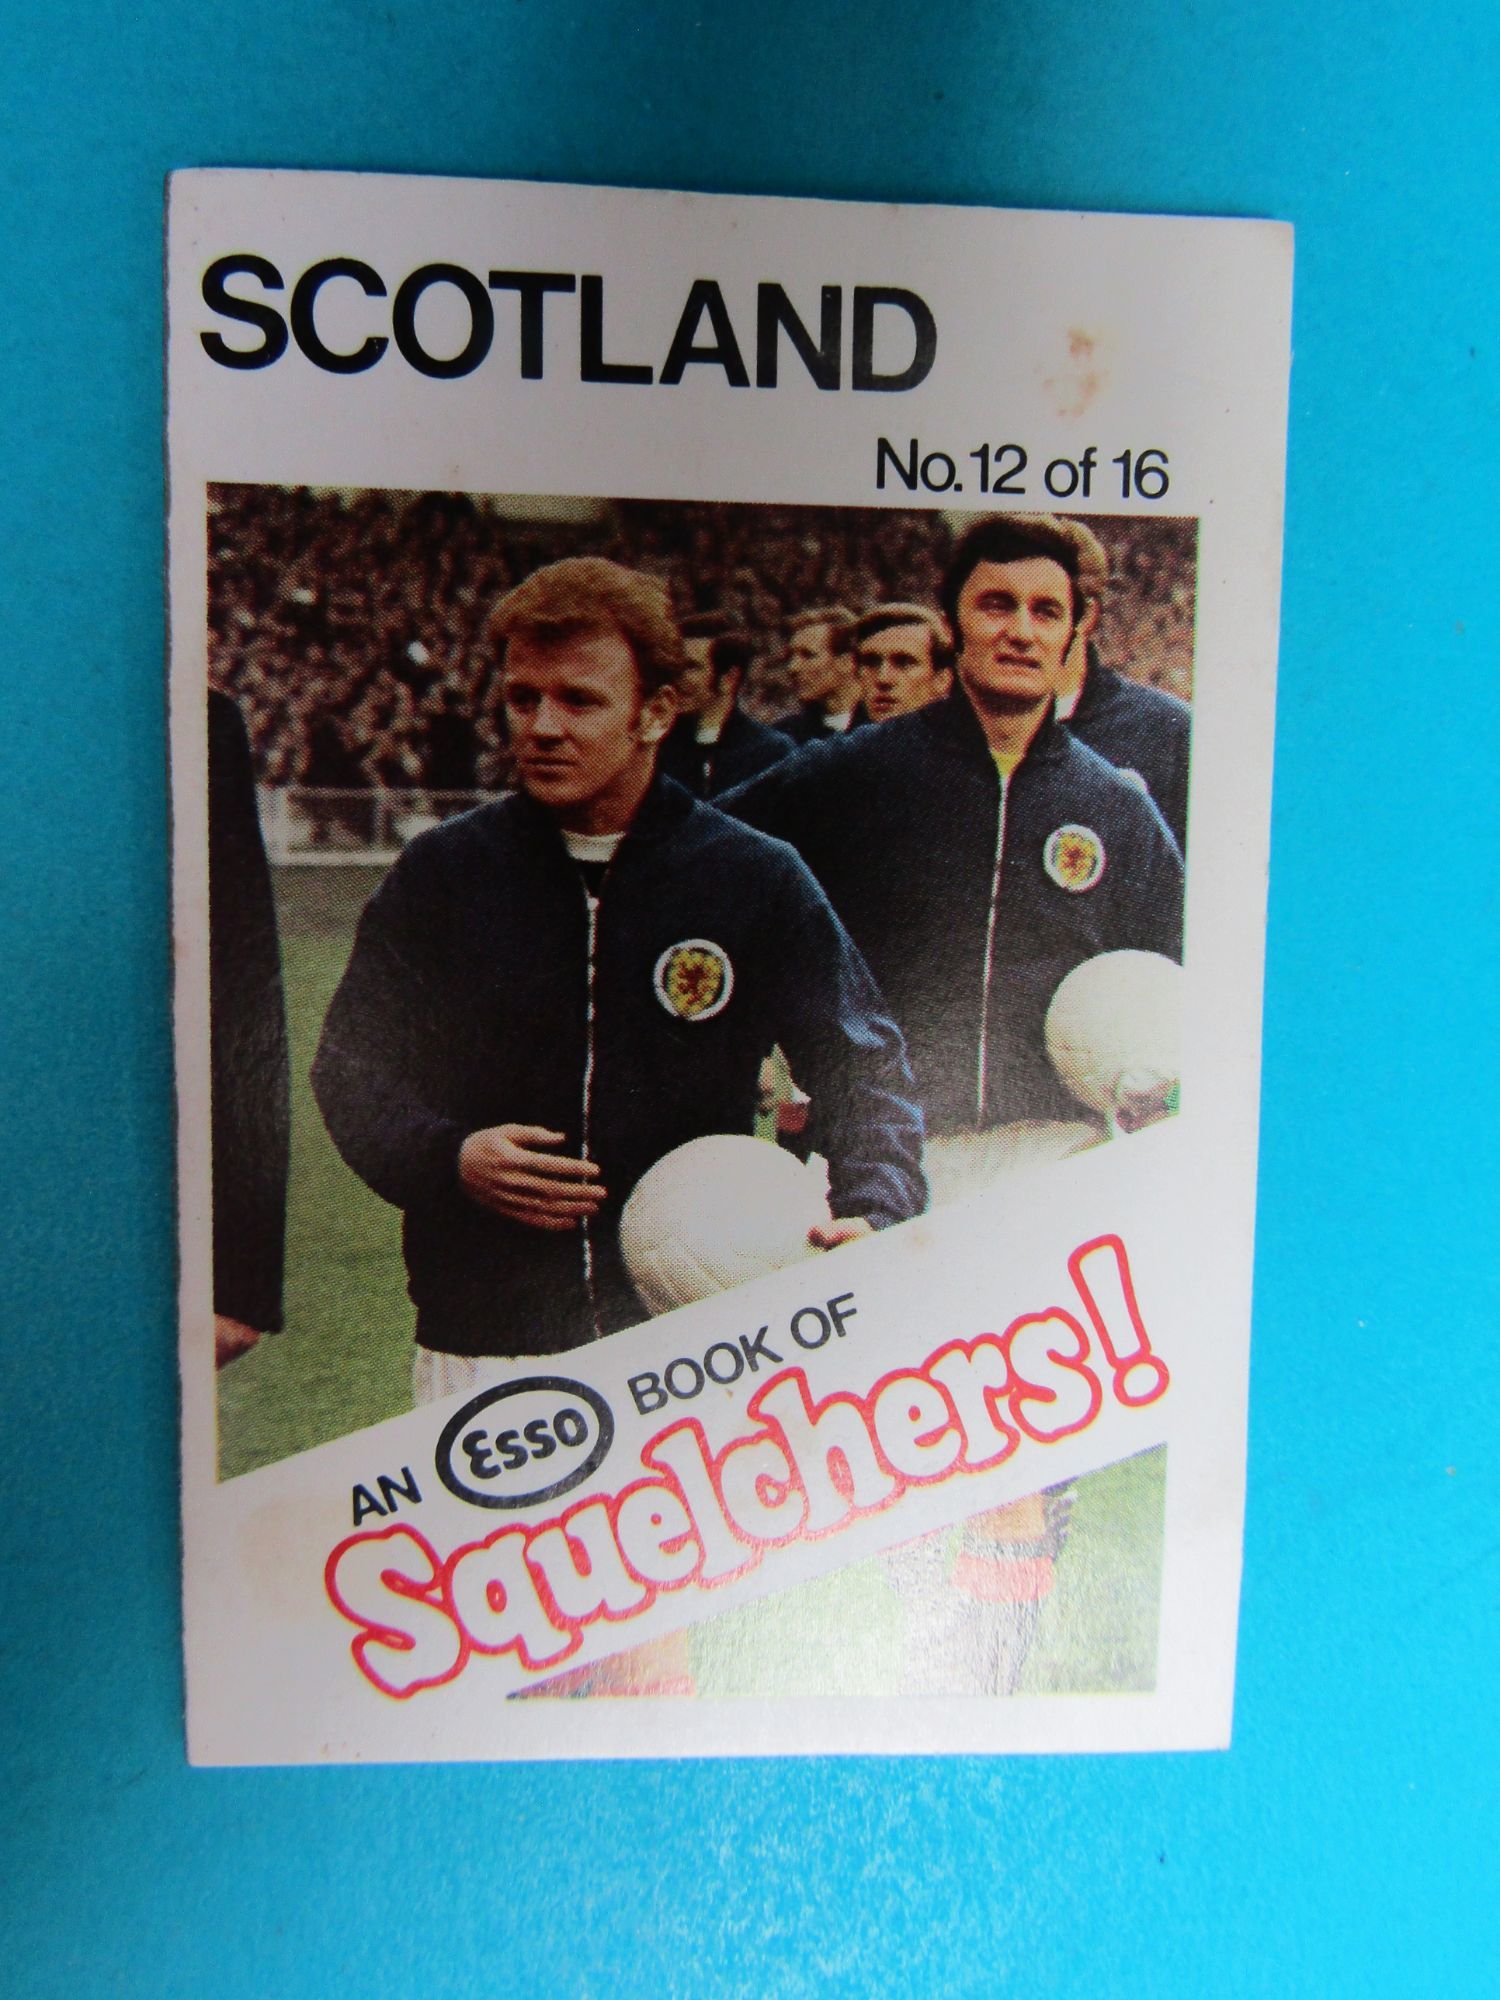 SCOTLAND
No.12 of 16
AN Esso BOOK OF
Squelchers!